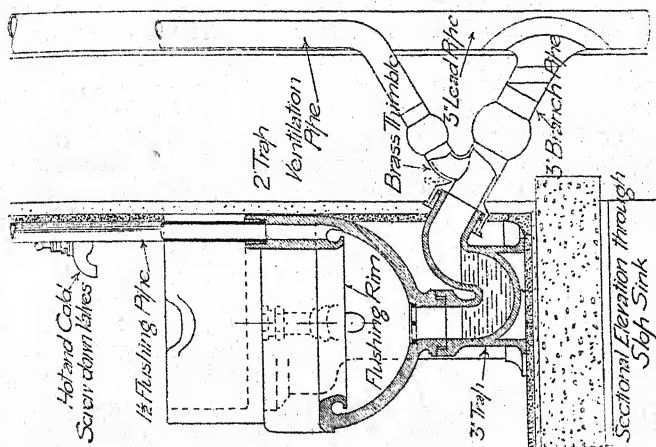 Hot and Cold
Screw down Valves
1½ Flushing Pipe
2" Trap
Ventilation
Pipe
Brass Thimble
3" Lead Pipe
3" Branch Pipe
Flushing Rim
3" Trap
Sectional Elevation through
Slop Sink